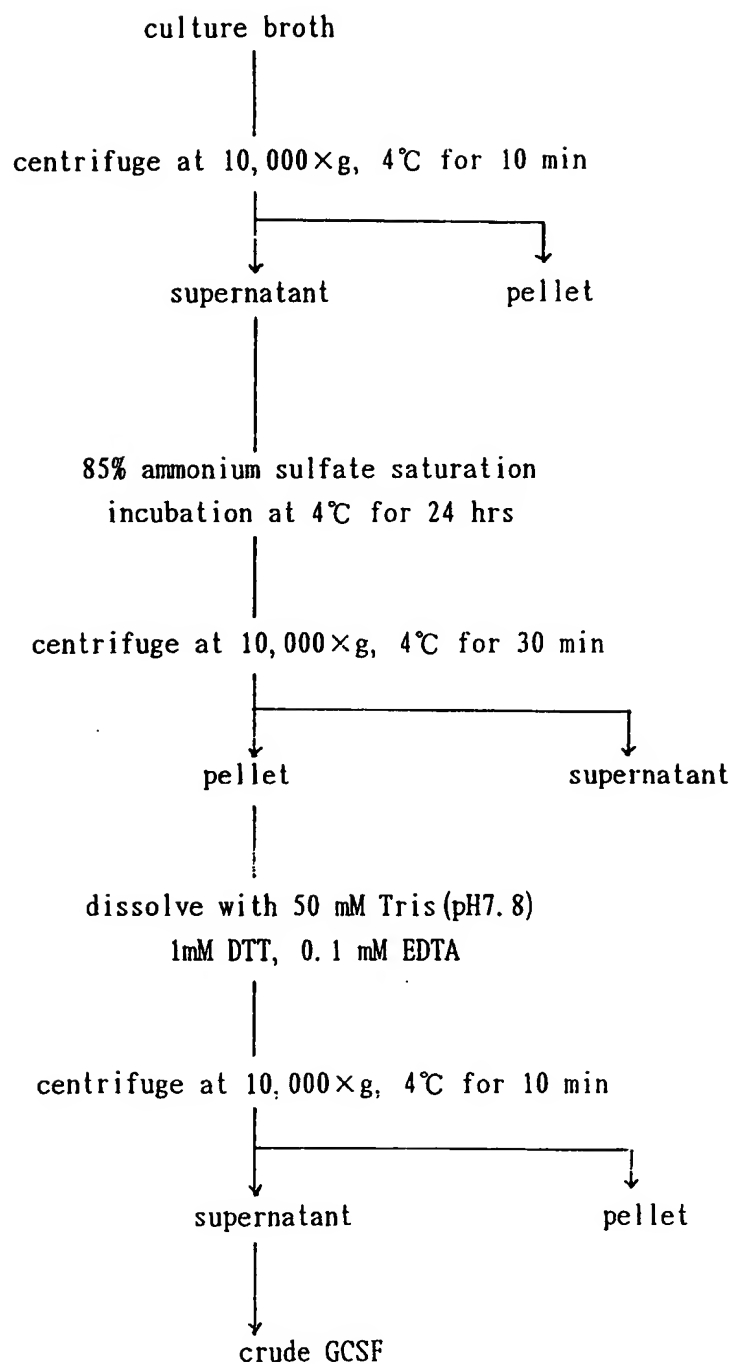 culture broth
centrifuge at 10,000×g, 4℃ for 10 min
supernatant
pellet
85% ammonium sulfate saturation
incubation at 4℃ for 24 hrs
centrifuge at 10,000×g, 4℃ for 30 min
pellet
supernatant
dissolve with 50 mM Tris(pH7.8)
1mM DTT, 0.1 mM EDTA
centrifuge at 10,000×g, 4℃ for 10 min
supernatant
pellet
crude GCSF